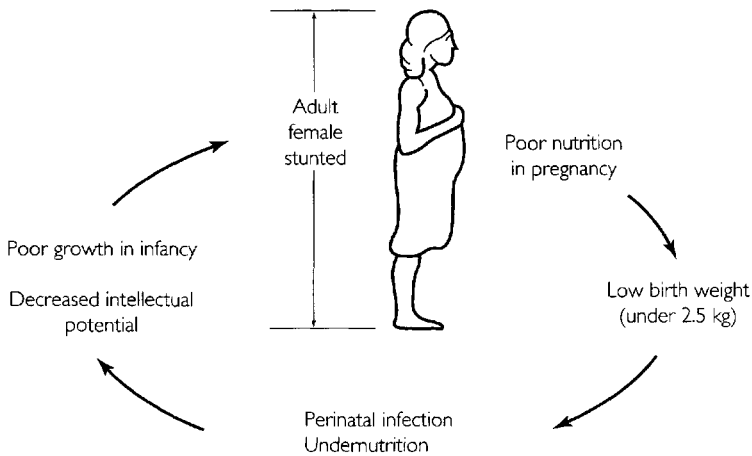 Adult
female
stunted
Poor nutrition
in pregnancy
Low birth weight
(under 2.5 kg)
Perinatal infection
Undernutrition
Poor growth in infancy
Decreased intellectual
potential